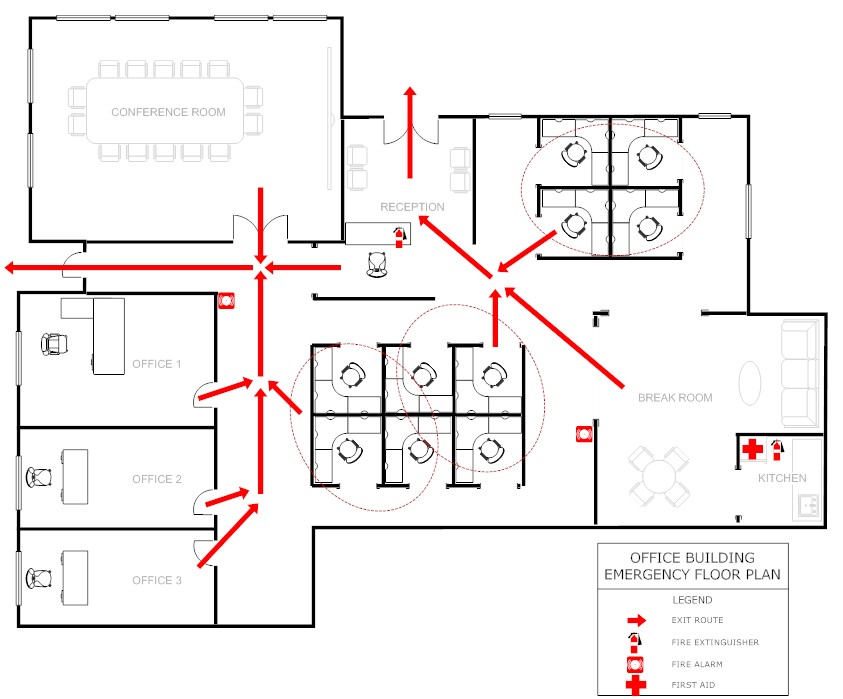 CONFERENCE ROOM
RECEPTION
OFFICE 1
BREAK ROOM
OFFICE 2
KITCHEN
OFFICE 3
OFFICE BUILDING
EMERGENCY FLOOR PLAN
LEGEND
EXIT ROUTE
FIRE EXTINGUISHER
FIRE ALARM
FIRST AID